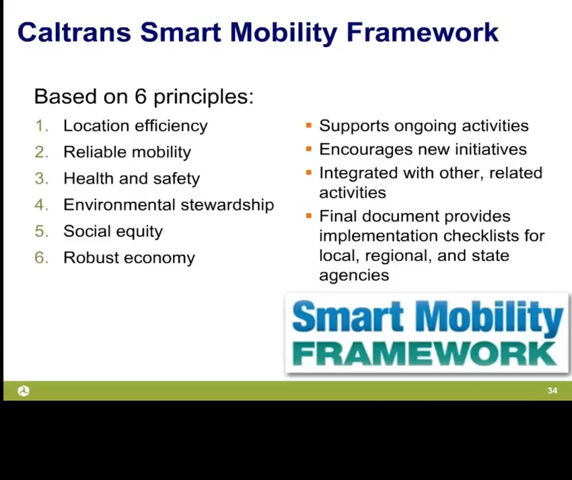 Caltrans Smart Mobility Framework
Based on 6 principles:
1. Location efficiency
2. Reliable mobility
3. Health and safety
4. Environmental stewardship
5. Social equity
6. Robust economy
▪ Supports ongoing activities
▪ Encourages new initiatives
▪ Integrated with other, related
activities
▪ Final document provides
implementation checklists for
local, regional, and state
agencies
Smart Mobility
FRAMEWORK
34